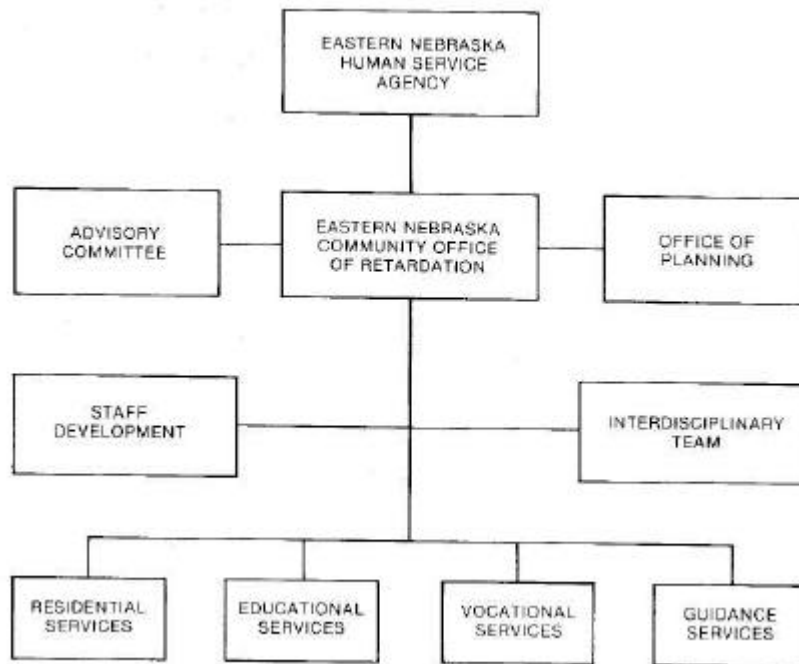 EASTERN NEBRASKA
HUMAN SERVICE
AGENCY
ADVISORY
COMMITTEE
EASTERN NEBRASKA
COMMUNITY OFFICE
OF RETARDATION
OFFICE OF
PLANNING
STAFF
DEVELOPMENT
INTERDISCIPLINARY
TEAM
RESIDENTIAL
SERVICES
EDUCATIONAL
SERVICES
VOCATIONAL
SERVICES
GUIDANCE
SERVICES